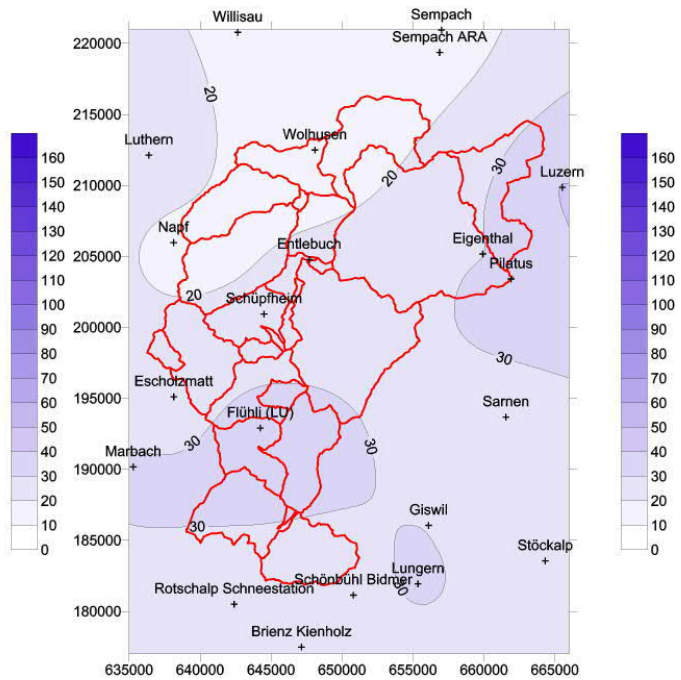 Willisau
Sempach
220000
Sempach ARA
20
215000
Luthern
Wolhusen
30
210000
Luzern
20
Napf
205000
Entlebuch
Eigenthal
Pilatus
20
Schüpfheim
200000
30
Escholzmatt
195000
Sarnen
Flühli (LU)
30
30
Marbach
190000
Giswil
30
185000
Stöckalp
Lungern
30
Schönbühl Bidmer
Rotschalp Schneestation
180000
Brienz Kienholz
635000 640000 645000 650000 655000 660000 665000
160
150
140
130
120
110
100
90
80
70
60
50
40
30
20
10
0
160
150
140
130
120
110
100
90
80
70
60
50
40
30
20
10
0